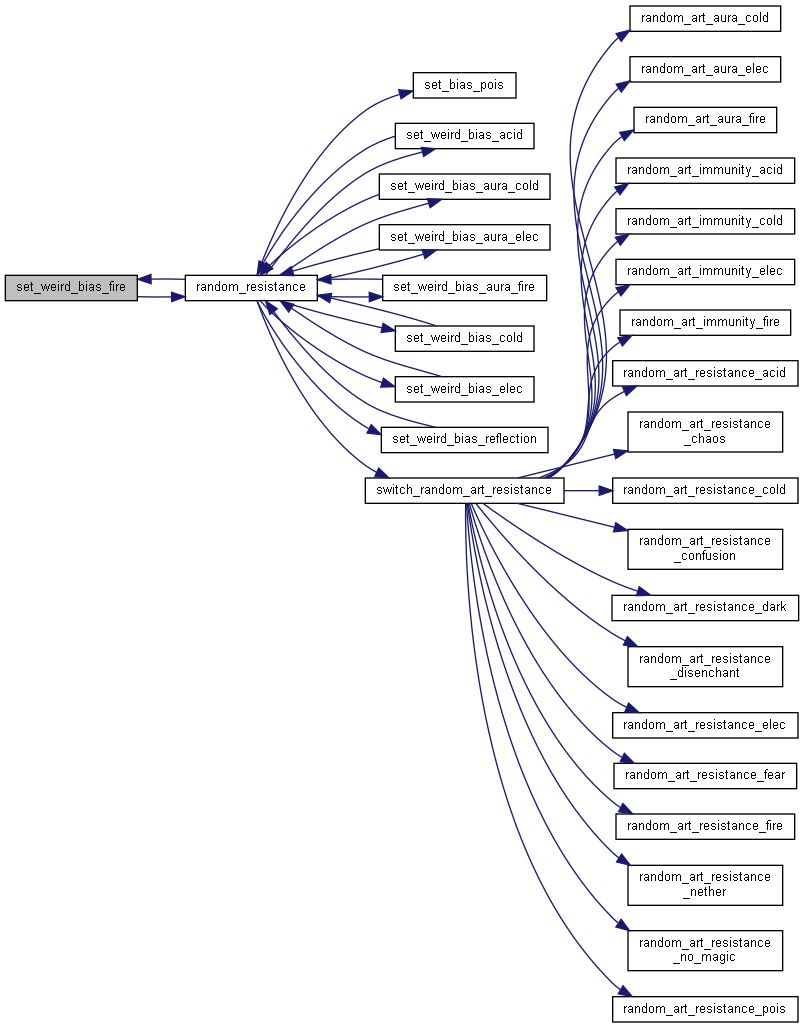 set_weird_bias_fire
random_resistance
set_bias_pois
set_weird_bias_acid
set_weird_bias_aura_cold
set_weird_bias_aura_elec
set_weird_bias_aura_fire
set_weird_bias_cold
set_weird_bias_elec
set_weird_bias_reflection
switch_random_art_resistance
random_art_aura_cold
random_art_aura_elec
random_art_aura_fire
random_art_immunity_acid
random_art_immunity_cold
random_art_immunity_elec
random_art_immunity_fire
random_art_resistance_acid
random_art_resistance
_chaos
random_art_resistance_cold
random_art_resistance
_confusion
random_art_resistance_dark
random_art_resistance
_disenchant
random_art_resistance_elec
random_art_resistance_fear
random_art_resistance_fire
random_art_resistance
_nether
random_art_resistance
_no_magic
random_art_resistance_pois